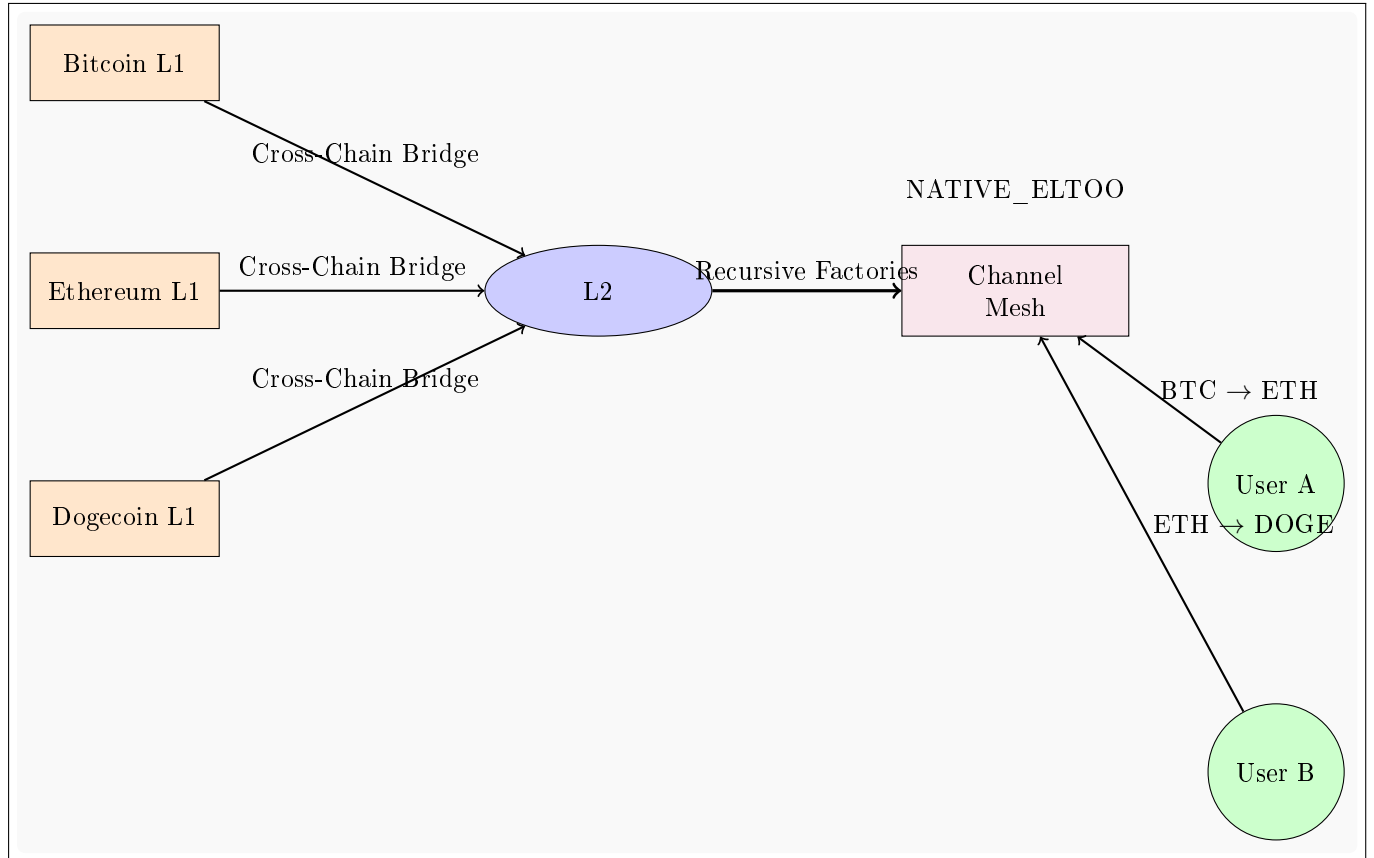 Bitcoin L1
Cross-Chain Bridge
NATIVE_ELTOO
Ethereum L1
Cross-Chain Bridge
L2
Recursive Factories
Channel
Mesh
Cross-Chain Bridge
BTC → ETH
User A
Dogecoin L1
ETH → DOGE
User B